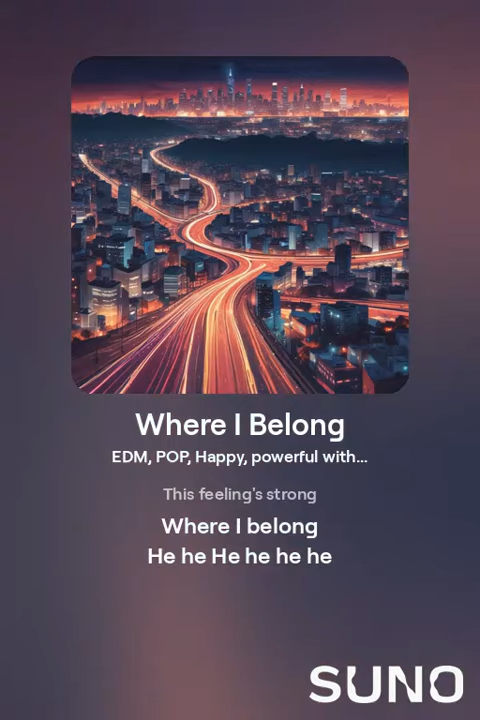 Where I Belong
EDM, POP, Happy, powerful with...
This feeling's strong
Where I belong
He he He he he he
SUNO